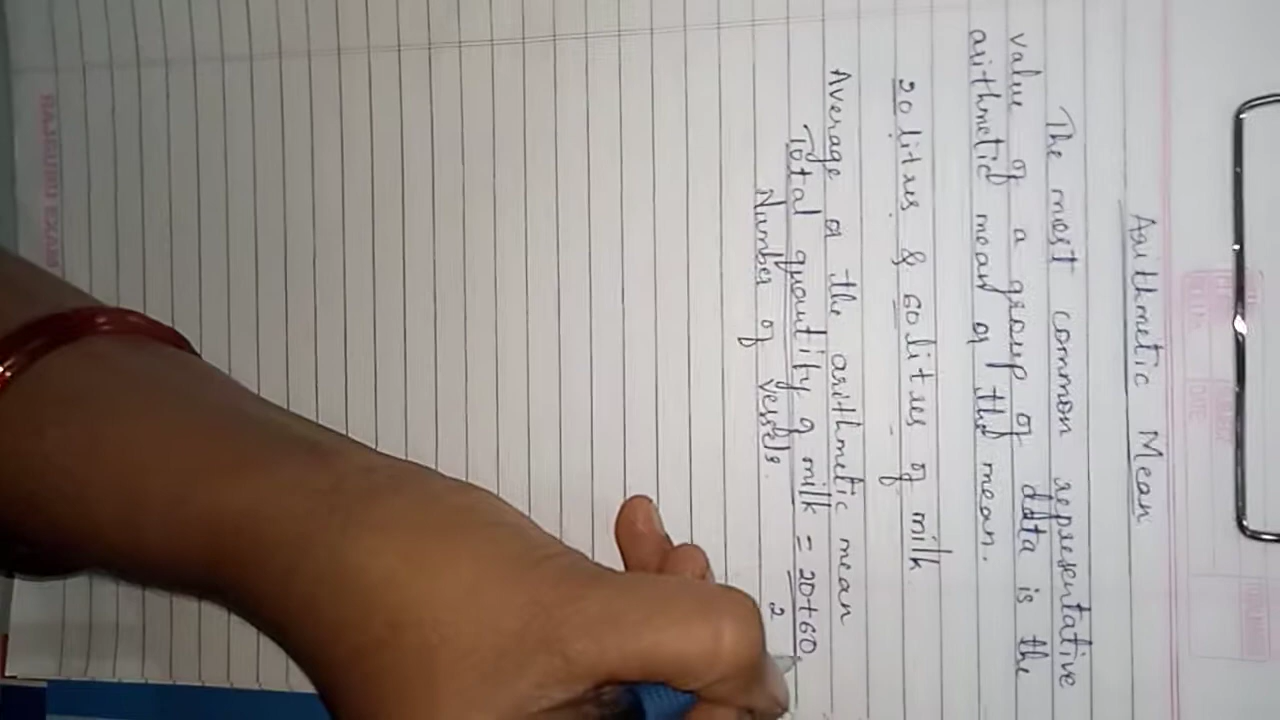 Arithmetic Mean
The most common representative
value of a group of data is the
arithmetic mean or the mean.
20 litres & 60 litres of milk.
Average or the arithmetic mean
Total quantity of milk = 20+60
Number of Vessels. 2